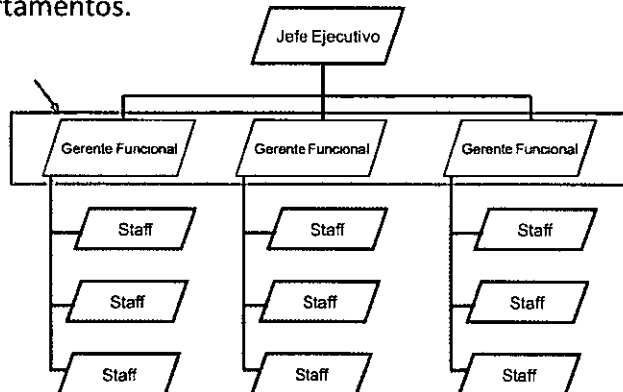 rtamentos.
Jefe Ejecutivo
Gerente Funcional Gerente Funcional Gerente Funcional
Staff Staff Staff
Staff Staff Staff
Staff Staff Staff